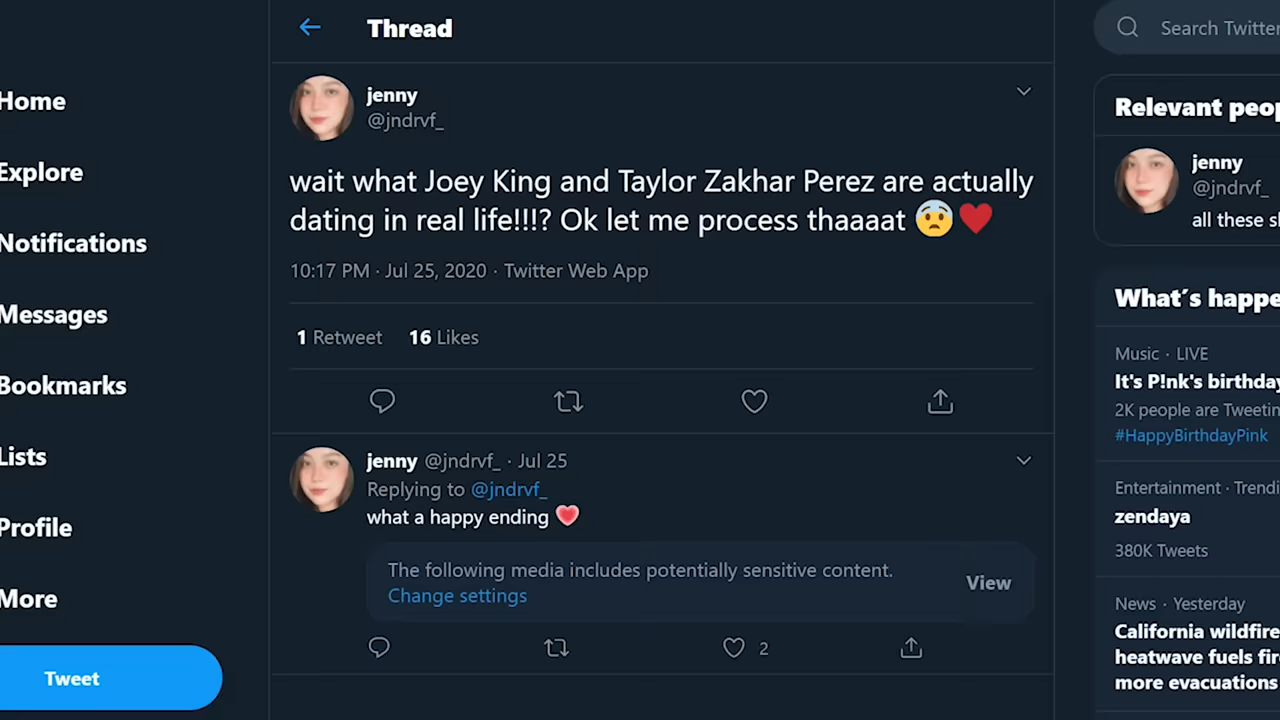 Thread
Search Twitter
Home
Explore
Notifications
Messages
Bookmarks
Lists
Profile
More
Tweet
jenny
@jndrvf_
wait what Joey King and Taylor Zakhar Perez are actually
dating in real life!!!? Ok let me process thaaaat 😨♥️
10:17 PM · Jul 25, 2020 · Twitter Web App
1 Retweet 16 Likes
jenny @jndrvf_ · Jul 25
Replying to @jndrvf_
what a happy ending 💗
The following media includes potentially sensitive content.
Change settings
View
2
Relevant peop
jenny
@jndrvf_
all these s
What´s happe
Music · LIVE
It's P!nk's birthday
2K people are Tweetin
#HappyBirthdayPink
Entertainment · Trendi
zendaya
380K Tweets
News · Yesterday
California wildfire
heatwave fuels fir
more evacuations